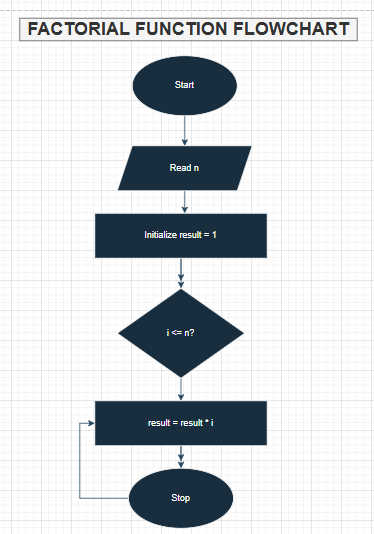 FACTORIAL FUNCTION FLOWCHART
Start
Read n
Initialize result = 1
i <= n?
result = result * i
Stop